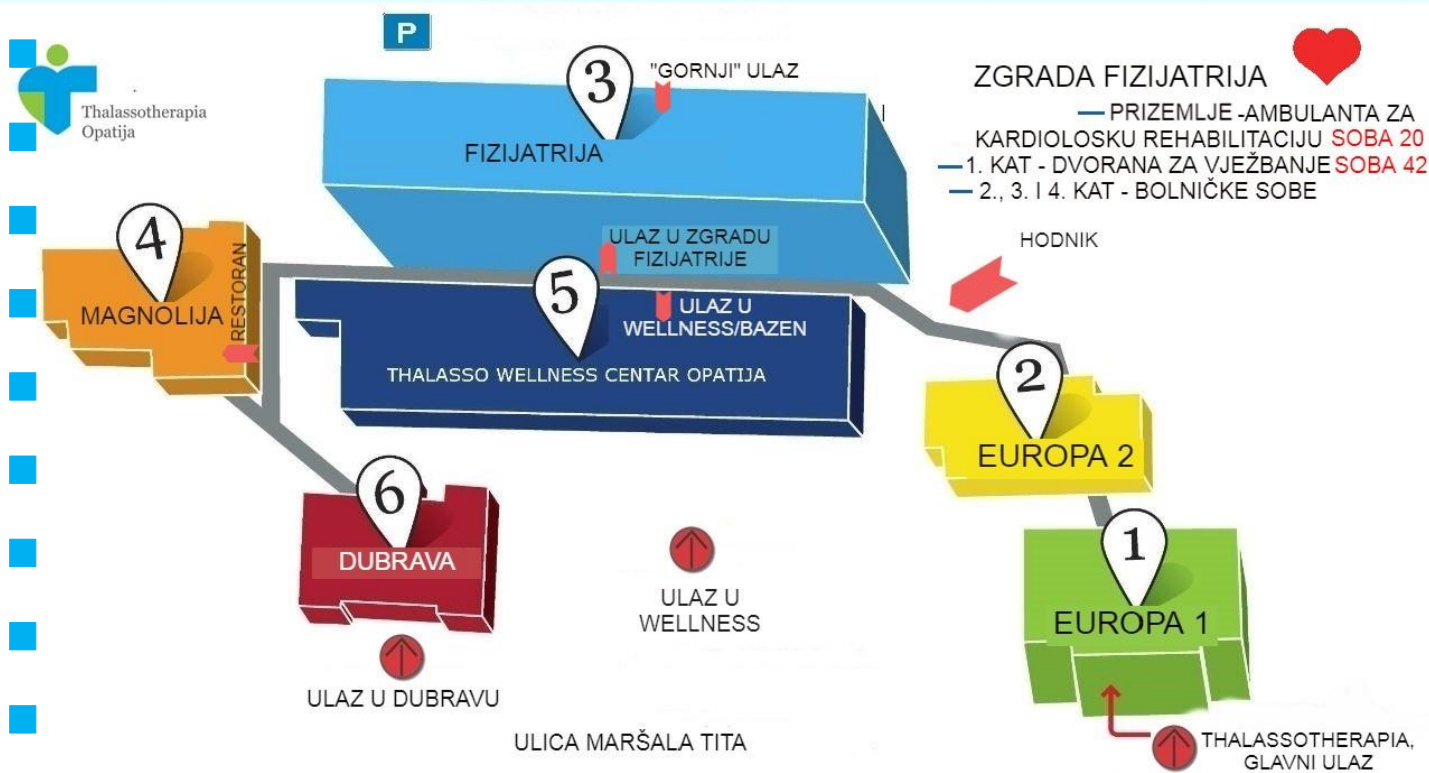 P
Thalassotherapia
Opatija
3
"GORNJI" ULAZ
FIZIJATRIJA
ZGRADA FIZIJATRIJA
— PRIZEMLJE -AMBULANTA ZA
KARDIOLOSKU REHABILITACIJU SOBA 20
— 1. KAT - DVORANA ZA VJEŽBANJE SOBA 42
— 2., 3. I 4. KAT - BOLNIČKE SOBE
HODNIK
4
MAGNOLIJA
RESTORAN
ULAZ U ZGRADU
FIZIJATRIJE
5
ULAZ U
WELLNESS/BAZEN
THALASSO WELLNESS CENTAR OPATIJA
2
EUROPA 2
6
DUBRAVA
ULAZ U DUBRAVU
ULAZ U
WELLNESS
1
EUROPA 1
ULICA MARŠALA TITA
THALASSOTHERAPIA,
GLAVNI ULAZ